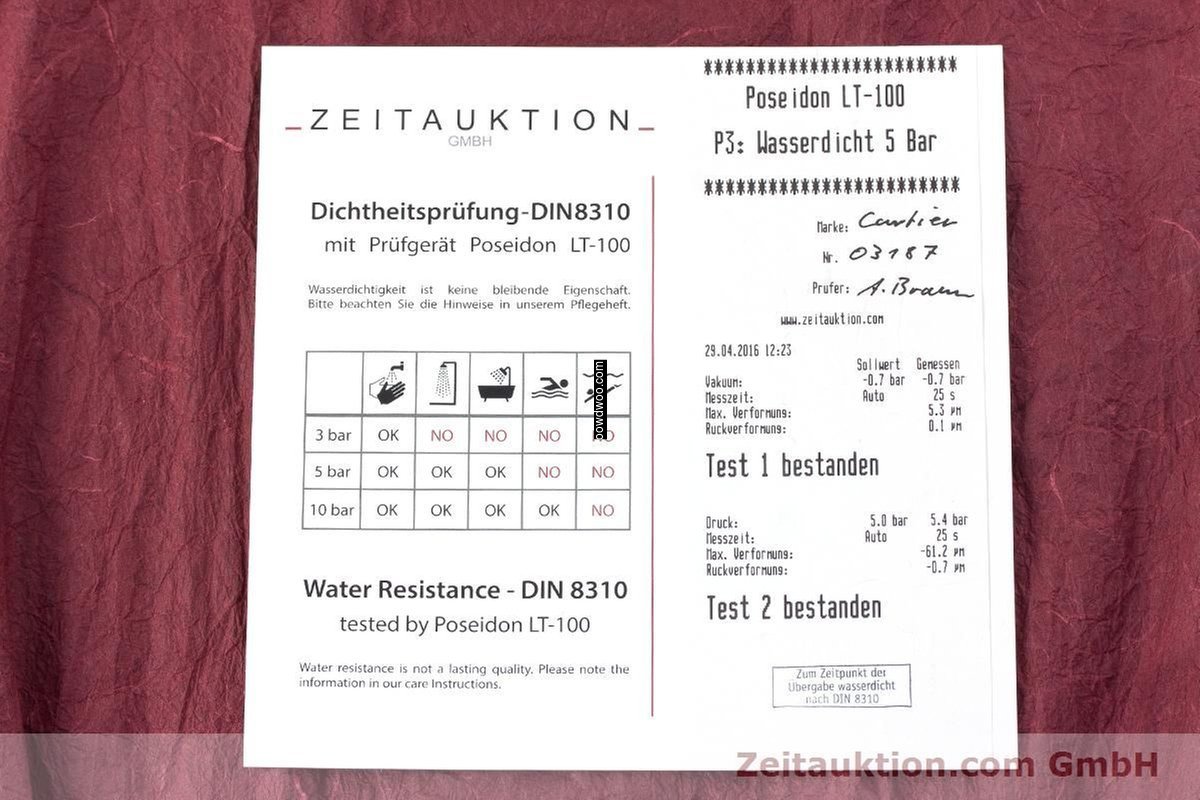 ZEITAUKTION
GMBH
Dichtheitsprüfung-DIN8310
mit Prüfgerät Poseidon LT-100
Wasserdichtigkeit ist keine bleibende Eigenschaft.
Bitte beachten Sie die Hinweise in unserem Pflegeheft.
3 bar OK NO NO NO NO
5 bar OK OK OK NO NO
10 bar OK OK OK OK NO
powdwoo.com
Water Resistance - DIN 8310
tested by Poseidon LT-100
Water resistance is not a lasting quality. Please note the
information in our care Instructions.
************************
Poseidon LT-100
P3: Wasserdicht 5 Bar
************************
Marke: Cartier
Nr. 03187
Prufer: A. Braun
www.zeitauktion.com
29.04.2016 12:23
Sollwert Gemessen
Vakuum: -0.7 bar -0.7 bar
Messzeit: Auto 25 s
Max. Verformung: 5.3 µm
Ruckverformung: 0.1 µm
Test 1 bestanden
Druck: 5.0 bar 5.4 bar
Messzeit: Auto 25 s
Max. Verformung: -61.2 µm
Ruckverformung: -0.7 µm
Test 2 bestanden
Zum Zeitpunkt der
Übergabe wasserdicht
nach DIN 8310
Zeitauktion.com GmbH